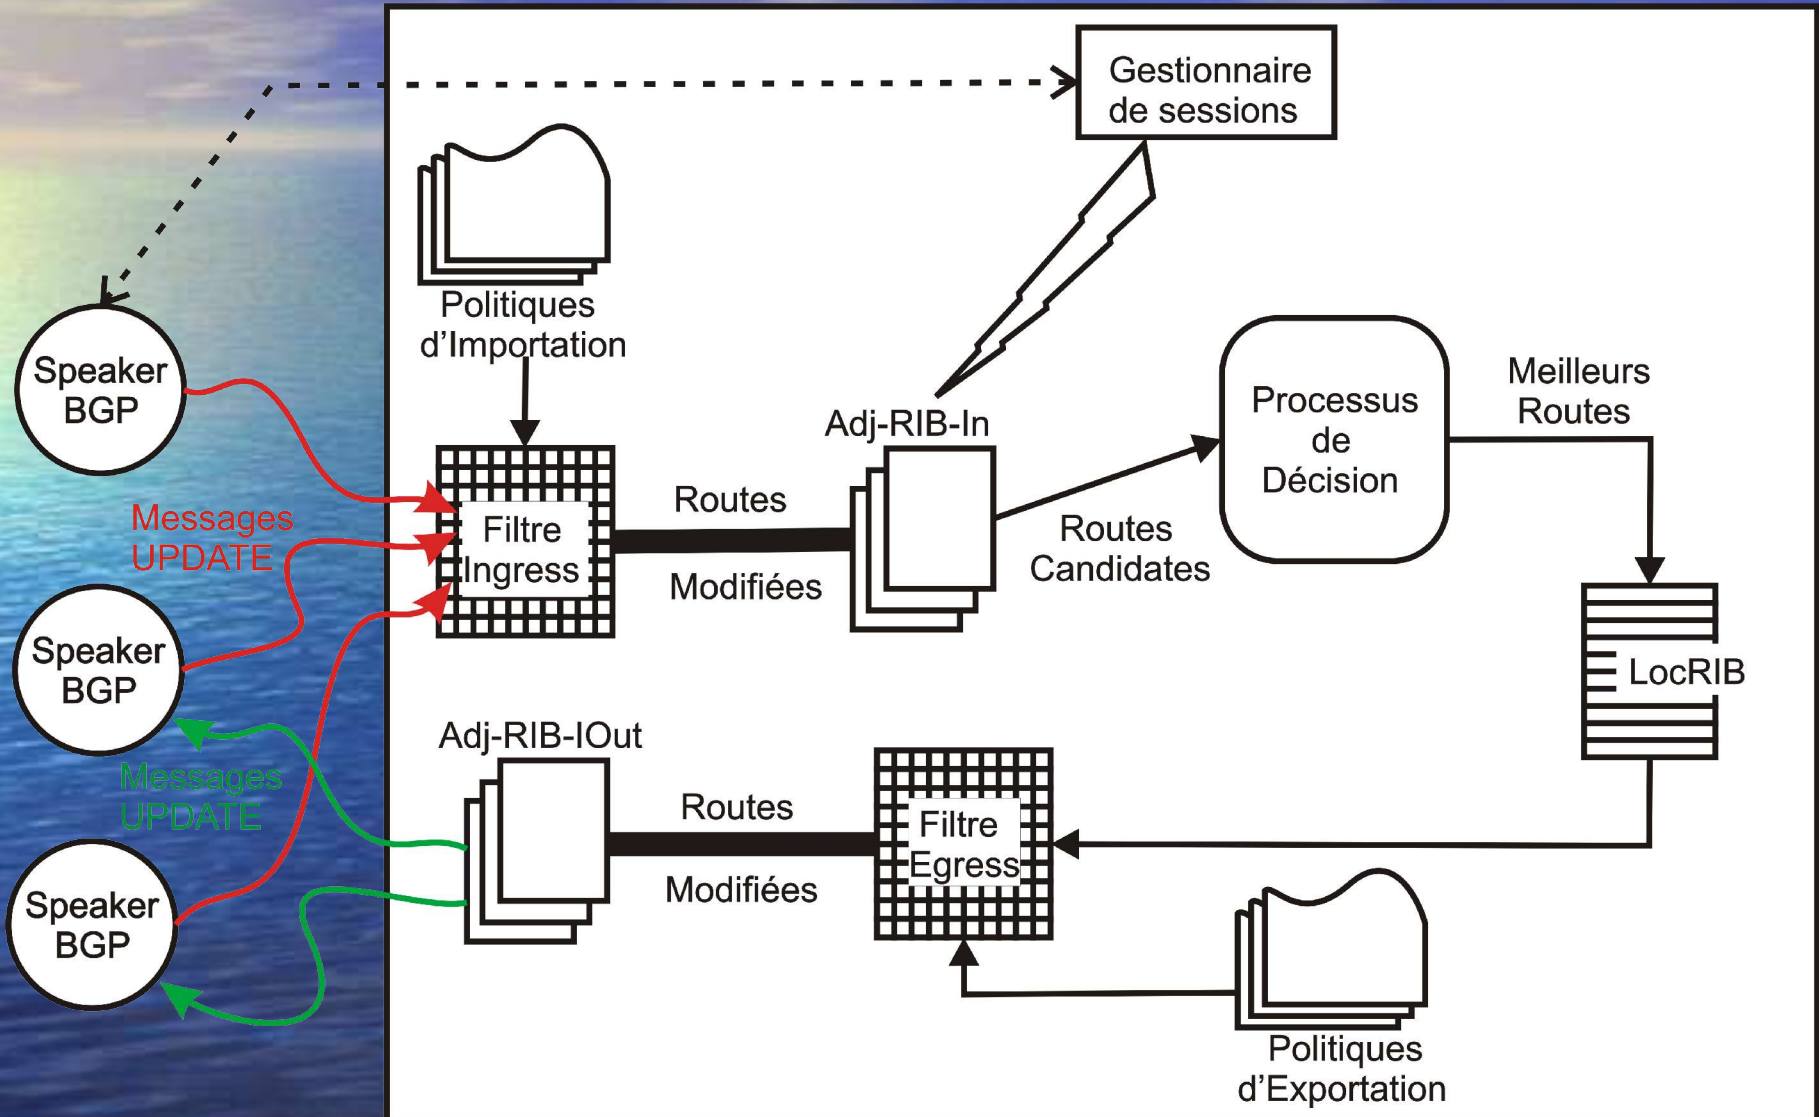 Gestionnaire
de sessions
Politiques
d'Importation
Speaker
BGP
Messages
UPDATE
Filtre
Ingress
Routes
Modifiées
Adj-RIB-In
Routes
Candidates
Processus
de
Décision
Meilleurs
Routes
LocRIB
Speaker
BGP
Messages
UPDATE
Adj-RIB-IOut
Routes
Modifiées
Filtre
Egress
Speaker
BGP
Politiques
d'Exportation